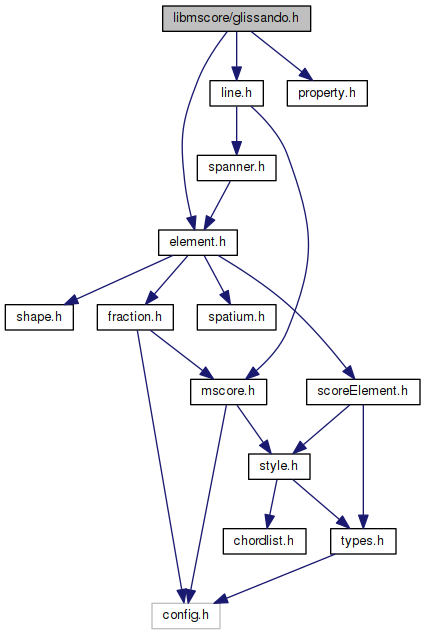 libmscore/glissando.h
line.h
property.h
spanner.h
element.h
shape.h
fraction.h
spatium.h
mscore.h
scoreElement.h
style.h
chordlist.h
types.h
config.h